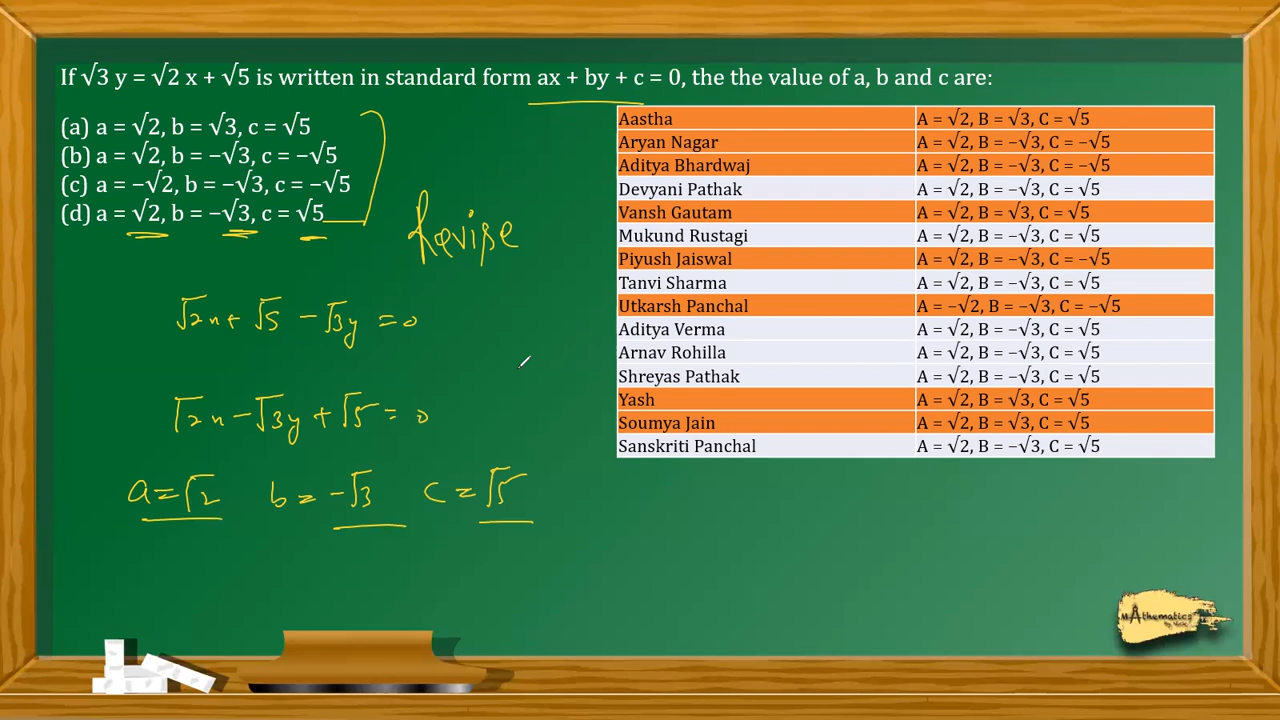 If √3 y = √2 x + √5 is written in standard form ax + by + c = 0, the the value of a, b and c are:
(a) a = √2, b = √3, c = √5
(b) a = √2, b = −√3, c = −√5
(c) a = −√2, b = −√3, c = −√5
(d) a = √2, b = −√3, c = √5
Revise
√2x + √5 − √3y = 0
√2x − √3y + √5 = 0
a = √2 b = −√3 c = √5
Aastha A = √2, B = √3, C = √5
Aryan Nagar A = √2, B = −√3, C = −√5
Aditya Bhardwaj A = √2, B = −√3, C = −√5
Devyani Pathak A = √2, B = −√3, C = √5
Vansh Gautam A = √2, B = √3, C = √5
Mukund Rustagi A = √2, B = −√3, C = √5
Piyush Jaiswal A = √2, B = −√3, C = −√5
Tanvi Sharma A = √2, B = −√3, C = √5
Utkarsh Panchal A = −√2, B = −√3, C = −√5
Aditya Verma A = √2, B = −√3, C = √5
Arnav Rohilla A = √2, B = −√3, C = √5
Shreyas Pathak A = √2, B = −√3, C = √5
Yash A = √2, B = √3, C = √5
Soumya Jain A = √2, B = √3, C = √5
Sanskriti Panchal A = √2, B = −√3, C = √5
MAthematics